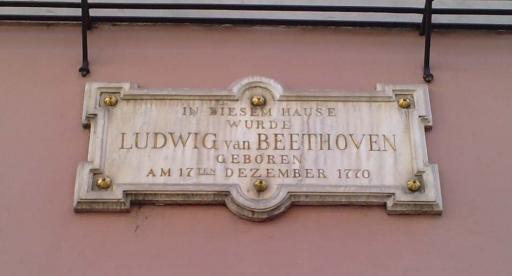 IN DIESEM HAUSE
WURDE
LUDWIG van BEETHOVEN
GEBOREN
AM 17TEN DEZEMBER 1770